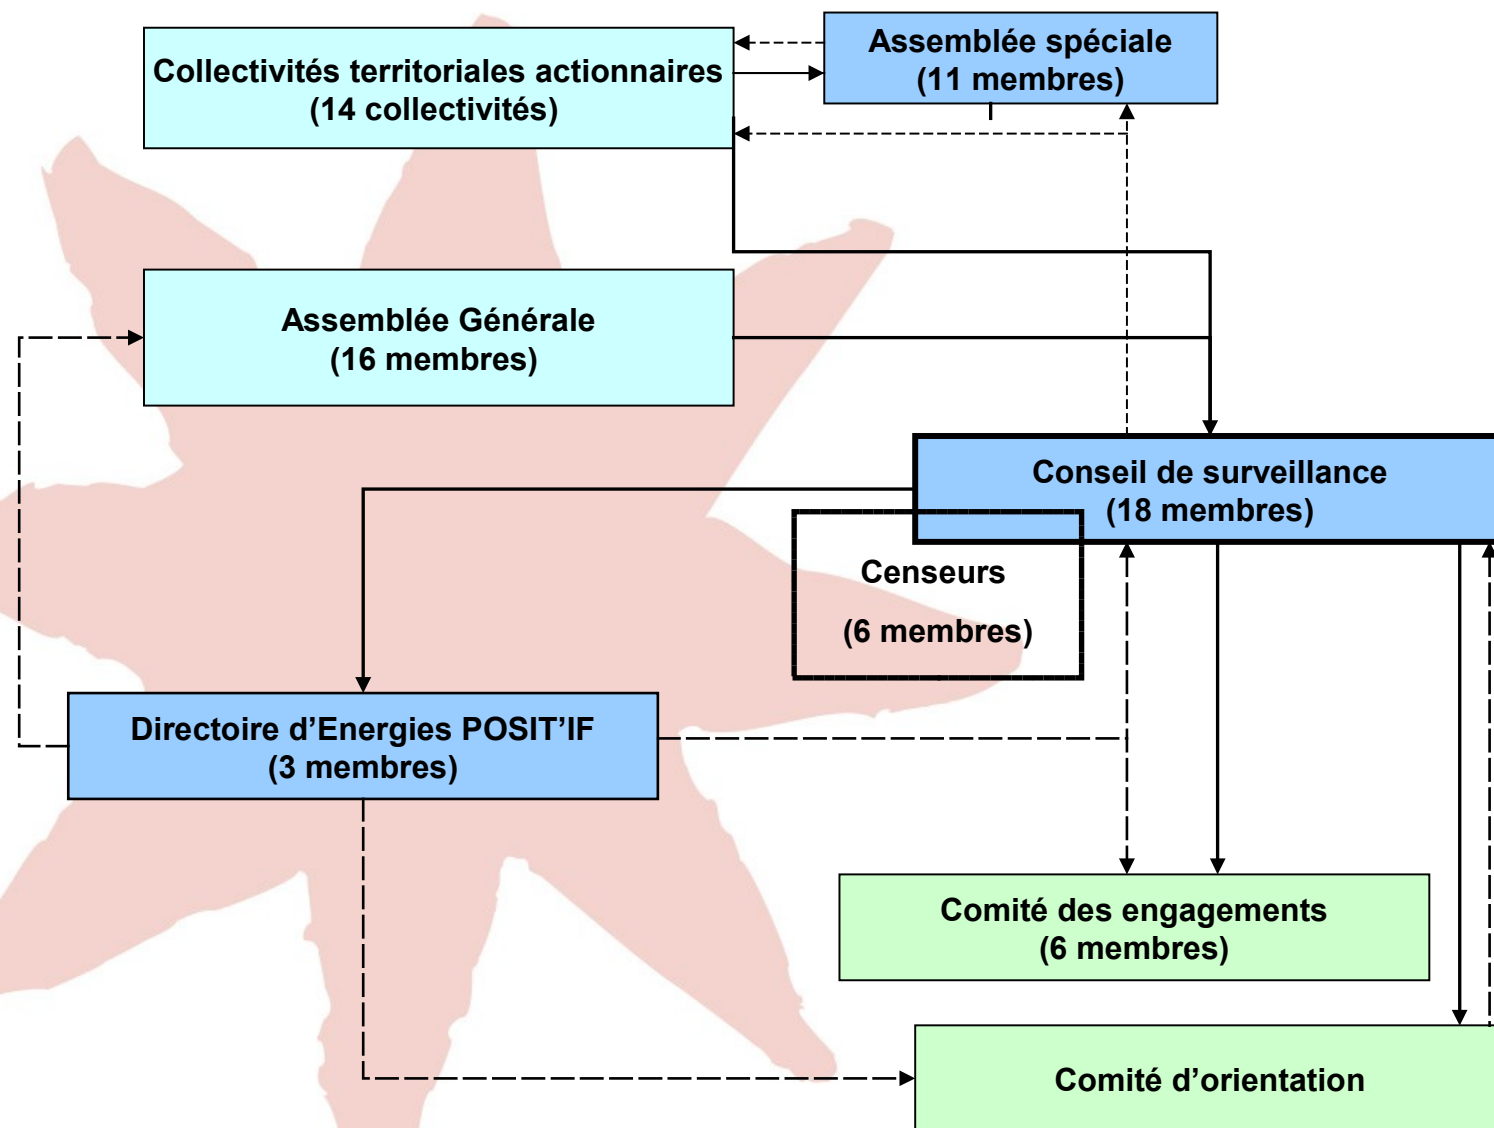 Collectivités territoriales actionnaires
(14 collectivités)
Assemblée spéciale
(11 membres)
Assemblée Générale
(16 membres)
Conseil de surveillance
(18 membres)
Censeurs
(6 membres)
Directoire d’Energies POSIT’IF
(3 membres)
Comité des engagements
(6 membres)
Comité d’orientation